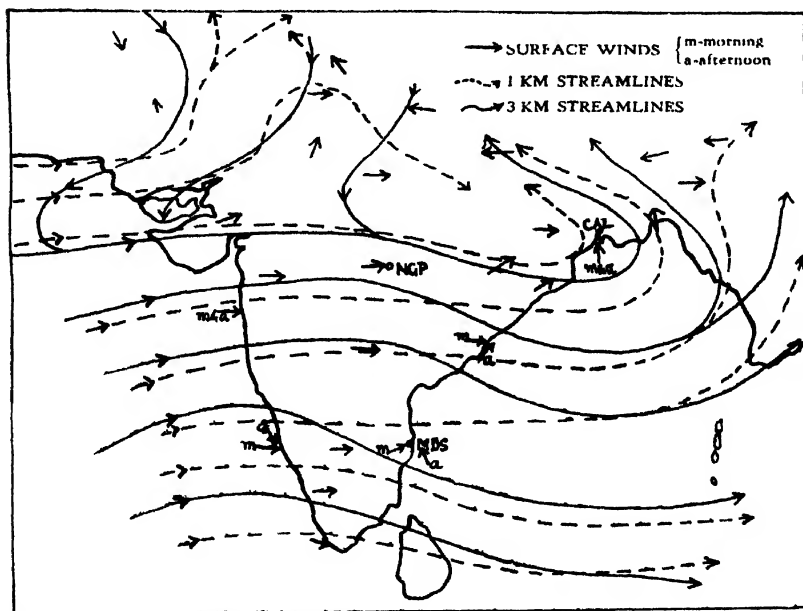 SURFACE WINDS { m-morning
a-afternoon
1 KM STREAMLINES
3 KM STREAMLINES
CAL
m&a
NGP
m&a
m
a
a
m
m MDS
a